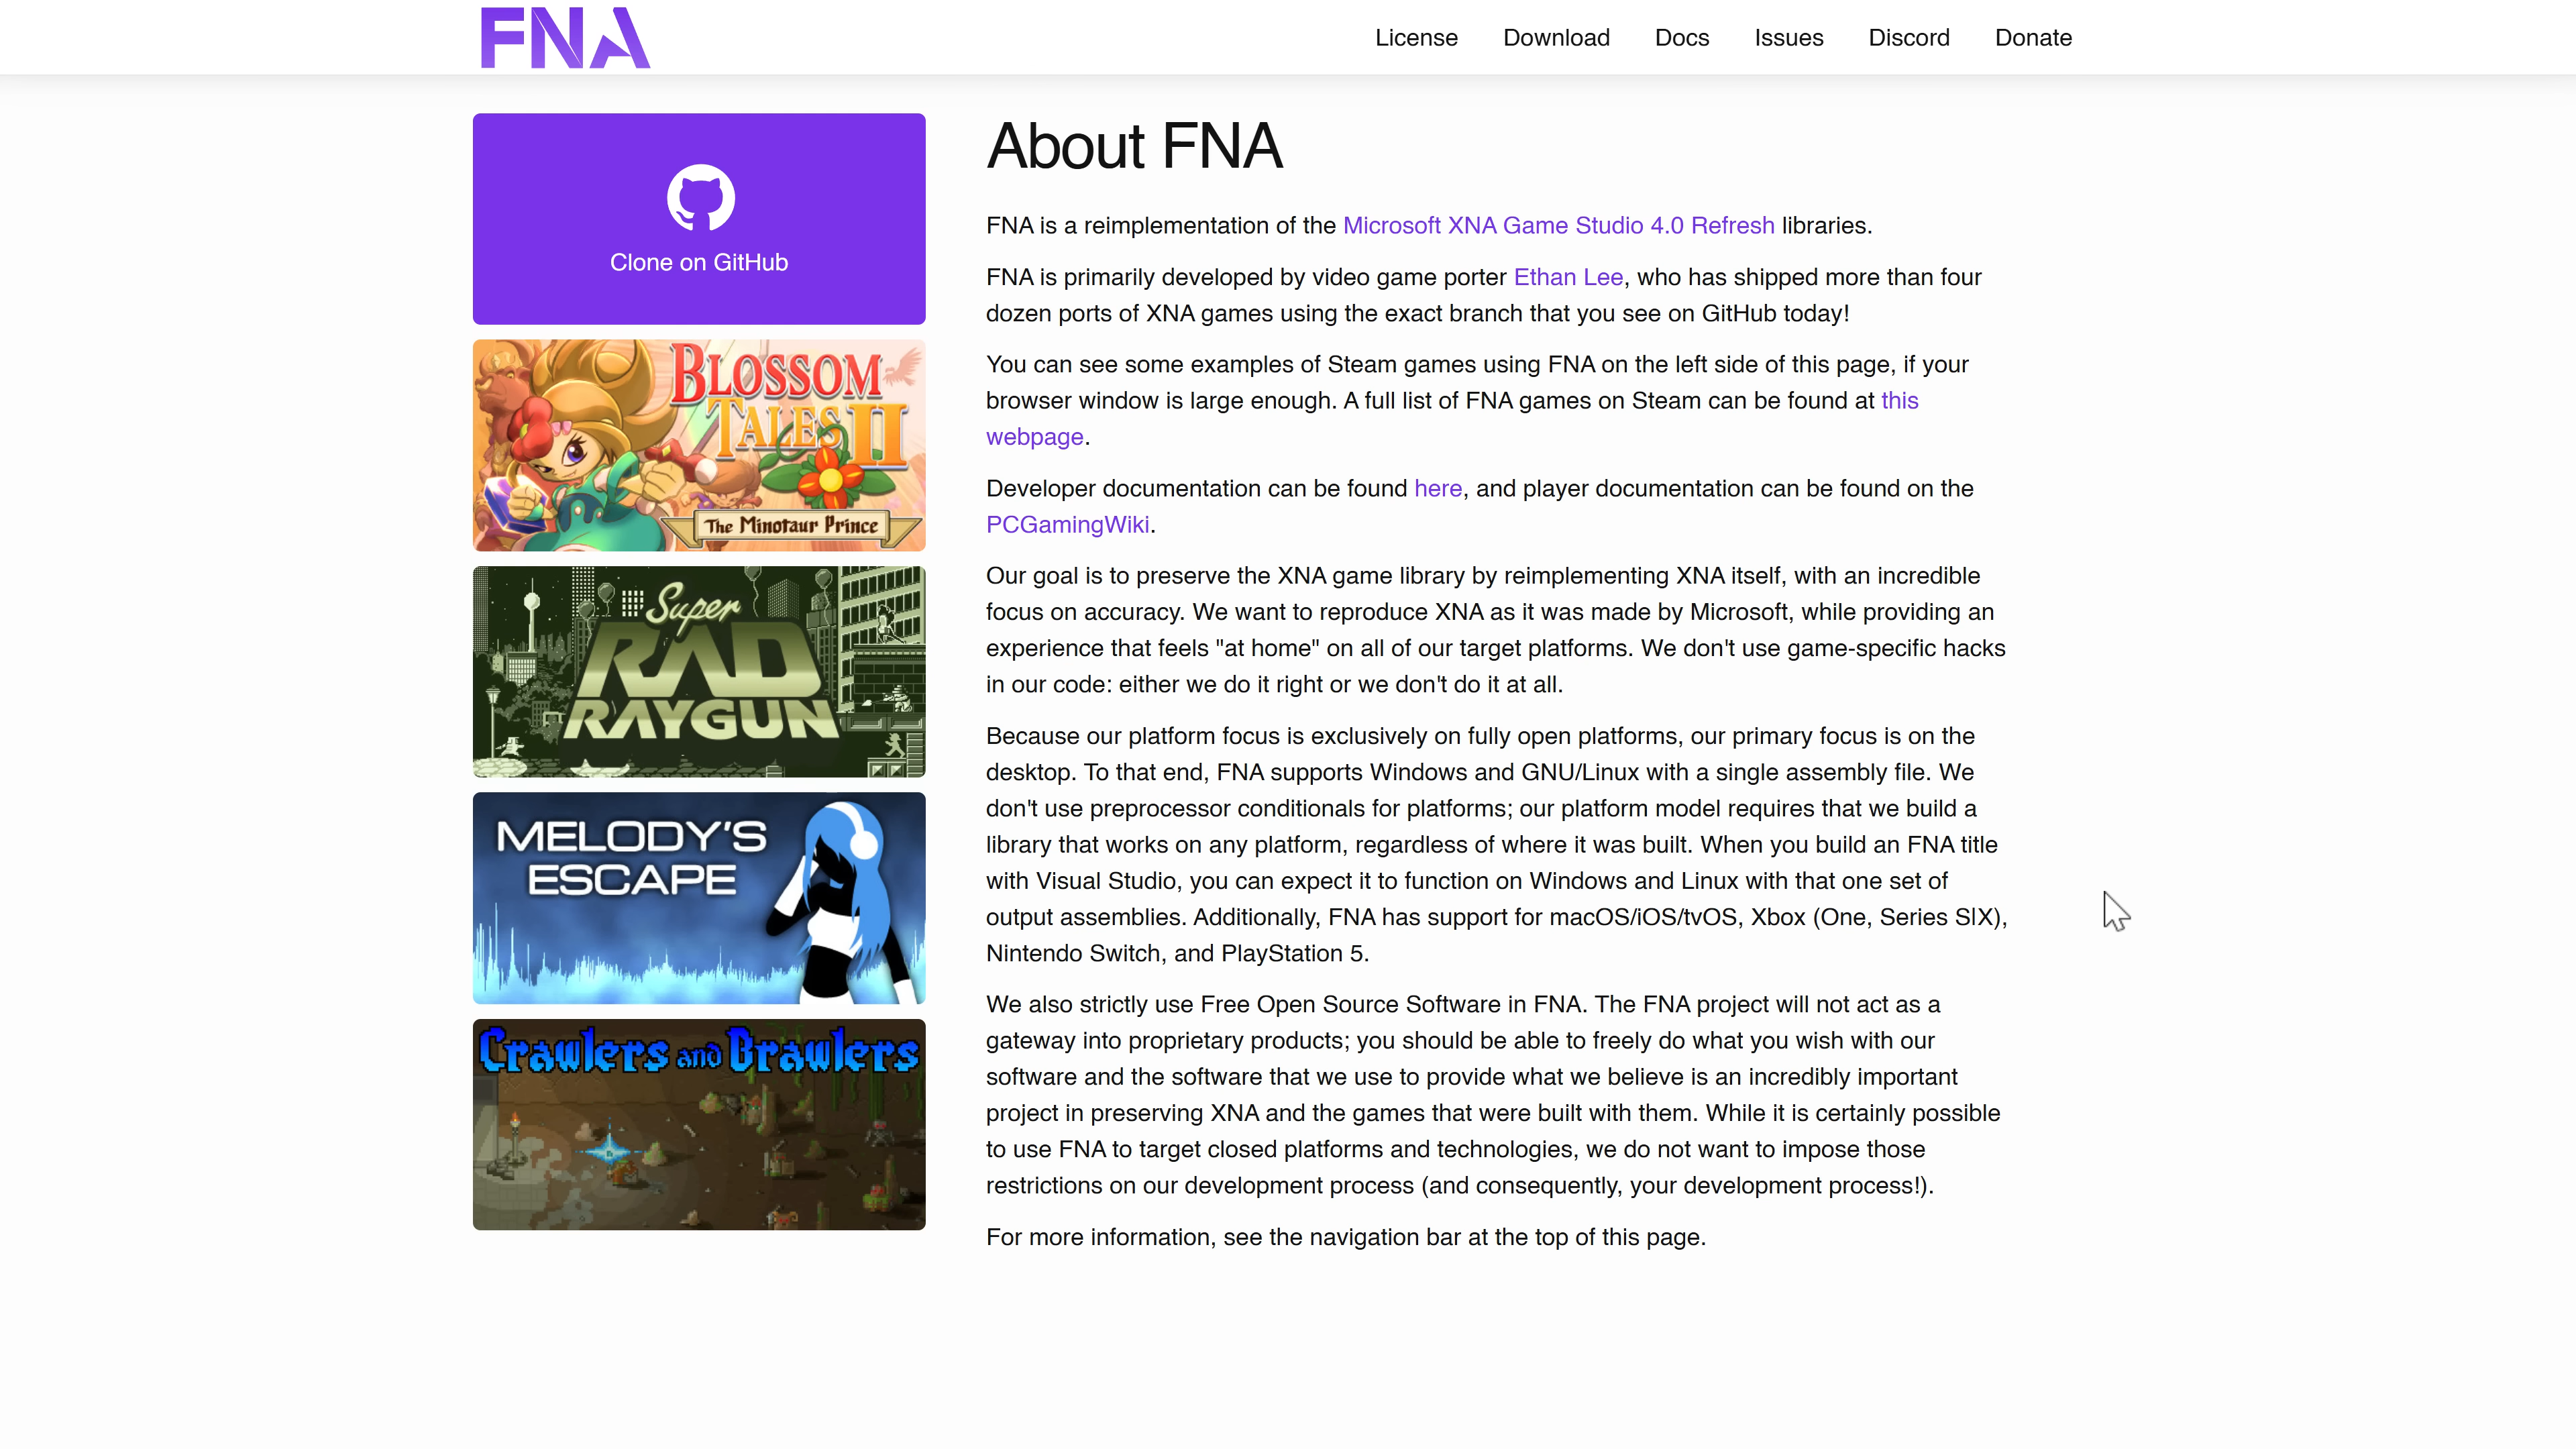 FNA
License Download Docs Issues Discord Donate
Clone on GitHub
BLOSSOM
TALES II
The Minotaur Prince
Super
RAD
RAYGUN
MELODY'S
ESCAPE
Crawlers and Brawlers
About FNA
FNA is a reimplementation of the Microsoft XNA Game Studio 4.0 Refresh libraries.
FNA is primarily developed by video game porter Ethan Lee, who has shipped more than four
dozen ports of XNA games using the exact branch that you see on GitHub today!
You can see some examples of Steam games using FNA on the left side of this page, if your
browser window is large enough. A full list of FNA games on Steam can be found at this
webpage.
Developer documentation can be found here, and player documentation can be found on the
PCGamingWiki.
Our goal is to preserve the XNA game library by reimplementing XNA itself, with an incredible
focus on accuracy. We want to reproduce XNA as it was made by Microsoft, while providing an
experience that feels "at home" on all of our target platforms. We don't use game-specific hacks
in our code: either we do it right or we don't do it at all.
Because our platform focus is exclusively on fully open platforms, our primary focus is on the
desktop. To that end, FNA supports Windows and GNU/Linux with a single assembly file. We
don't use preprocessor conditionals for platforms; our platform model requires that we build a
library that works on any platform, regardless of where it was built. When you build an FNA title
with Visual Studio, you can expect it to function on Windows and Linux with that one set of
output assemblies. Additionally, FNA has support for macOS/iOS/tvOS, Xbox (One, Series S|X),
Nintendo Switch, and PlayStation 5.
We also strictly use Free Open Source Software in FNA. The FNA project will not act as a
gateway into proprietary products; you should be able to freely do what you wish with our
software and the software that we use to provide what we believe is an incredibly important
project in preserving XNA and the games that were built with them. While it is certainly possible
to use FNA to target closed platforms and technologies, we do not want to impose those
restrictions on our development process (and consequently, your development process!).
For more information, see the navigation bar at the top of this page.